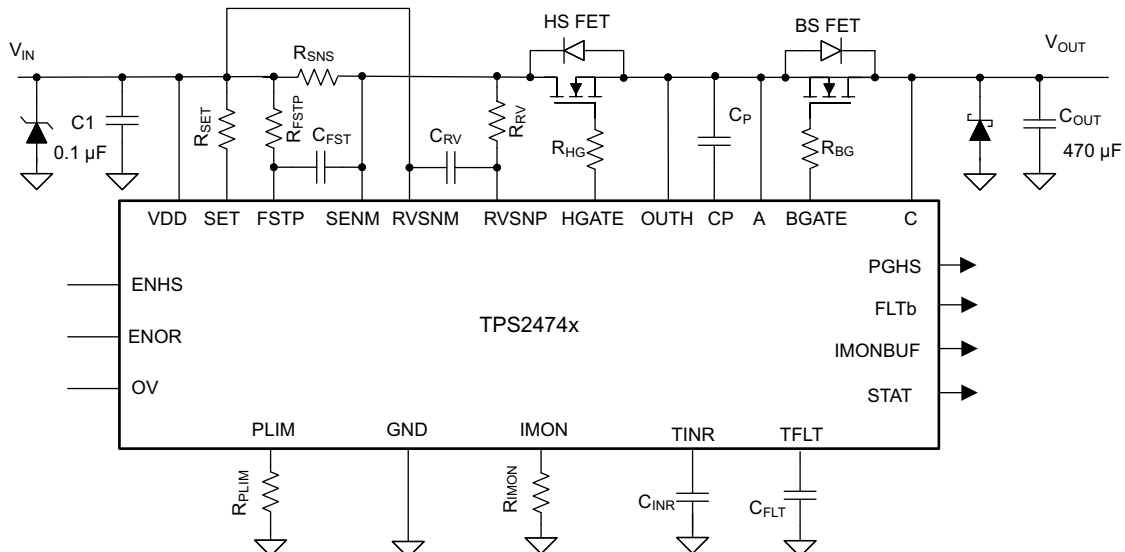 HS FET
BS FET
V_IN
R_SNS
V_OUT
C1
0.1 µF
R_SET
R_FSTP
C_FST
C_RV
R_RV
R_HG
C_P
R_BG
C_OUT
470 µF
VDD SET FSTP SENM RVSNM RVSNP HGATE OUTH CP A BGATE C
ENHS
PGHS
ENOR
FLTb
TPS2474x
IMONBUF
OV
STAT
PLIM GND IMON TINR TFLT
R_PLIM
R_IMON
C_INR
C_FLT